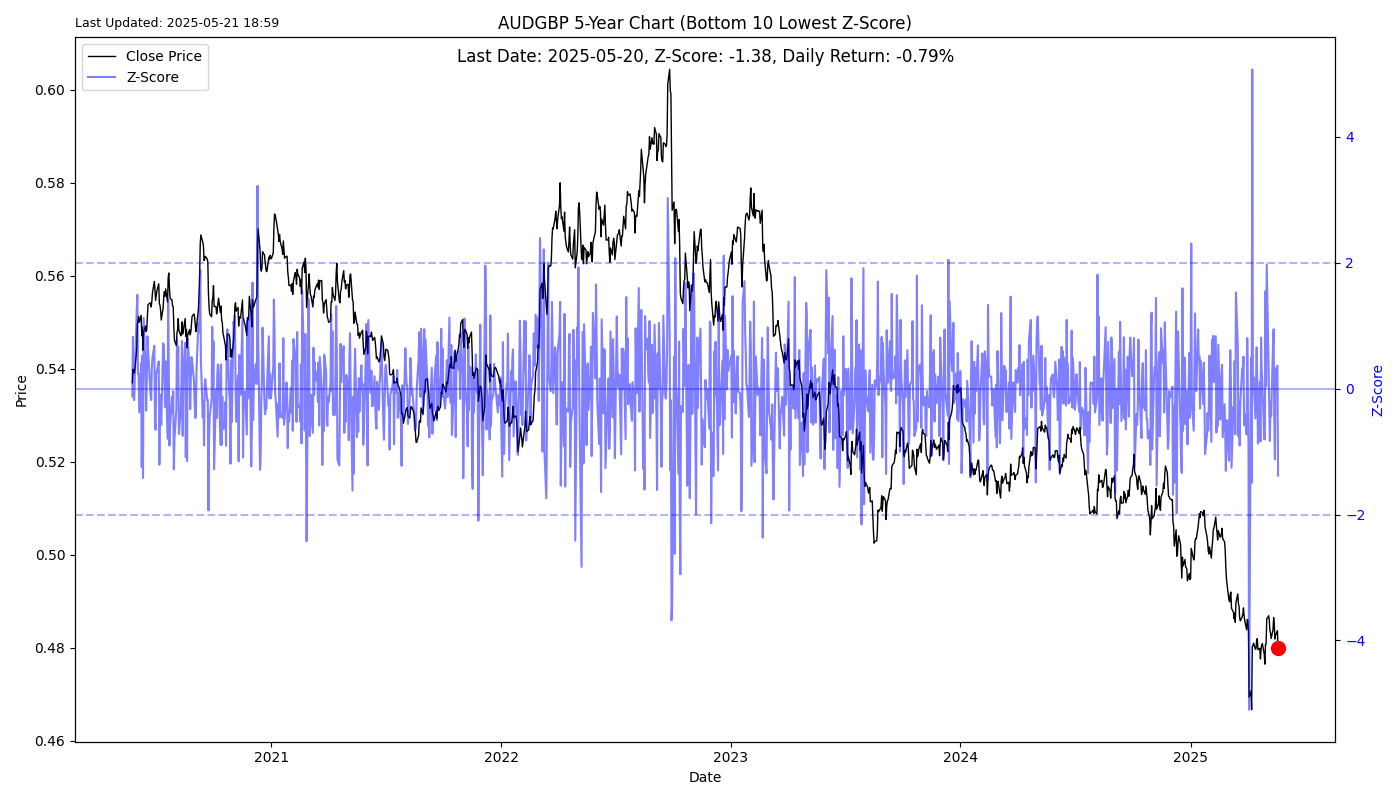 Last Updated: 2025-05-21 18:59
AUDGBP 5-Year Chart (Bottom 10 Lowest Z-Score)
Last Date: 2025-05-20, Z-Score: -1.38, Daily Return: -0.79%
Close Price
Z-Score
0.60
0.58
0.56
0.54
0.52
0.50
0.48
0.46
Price
4
2
0
−2
−4
Z-Score
2021
2022
2023
2024
2025
Date